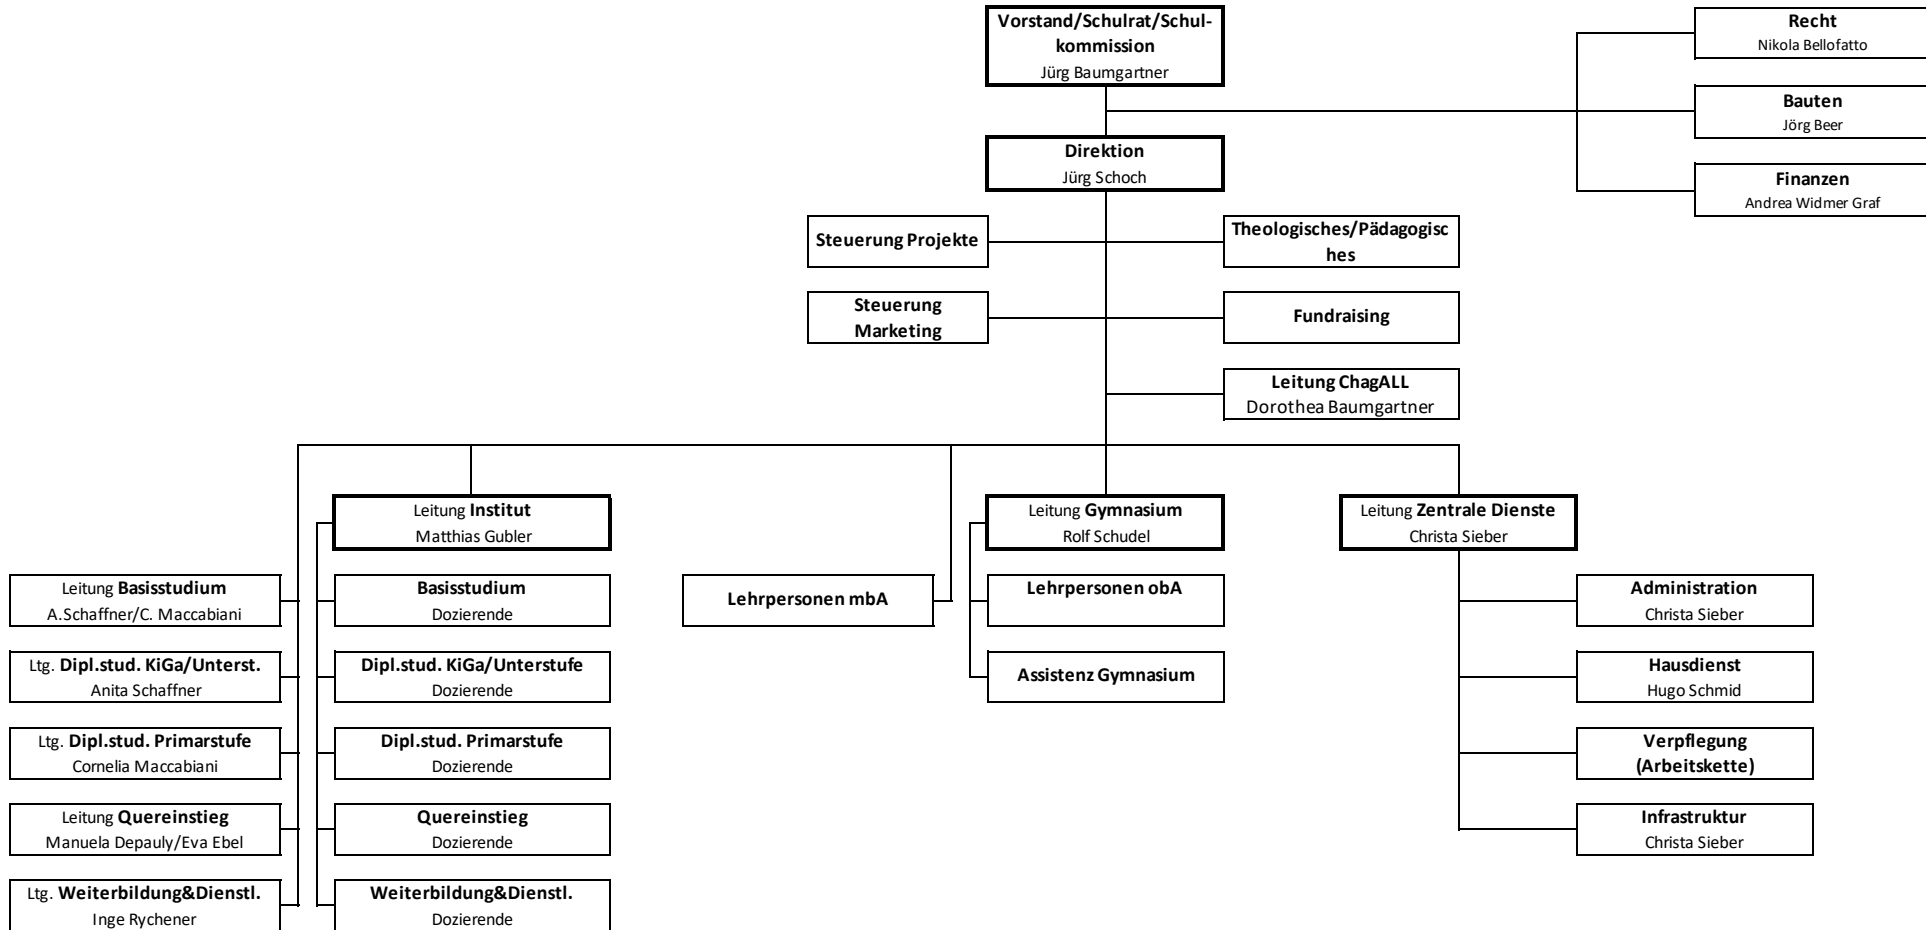 Vorstand/Schulrat/Schul-
kommission
Jürg Baumgartner
Recht
Nikola Bellofatto
Bauten
Jörg Beer
Direktion
Jürg Schoch
Finanzen
Andrea Widmer Graf
Steuerung Projekte
Theologisches/Pädagogisc
hes
Steuerung
Marketing
Fundraising
Leitung ChagALL
Dorothea Baumgartner
Leitung Institut
Matthias Gubler
Leitung Gymnasium
Rolf Schudel
Leitung Zentrale Dienste
Christa Sieber
Leitung Basisstudium
A.Schaffner/C. Maccabiani
Basisstudium
Dozierende
Lehrpersonen mbA
Lehrpersonen obA
Administration
Christa Sieber
Ltg. Dipl.stud. KiGa/Unterst.
Anita Schaffner
Dipl.stud. KiGa/Unterstufe
Dozierende
Assistenz Gymnasium
Hausdienst
Hugo Schmid
Ltg. Dipl.stud. Primarstufe
Cornelia Maccabiani
Dipl.stud. Primarstufe
Dozierende
Verpflegung
(Arbeitskette)
Leitung Quereinstieg
Manuela Depauly/Eva Ebel
Quereinstieg
Dozierende
Infrastruktur
Christa Sieber
Ltg. Weiterbildung&Dienstl.
Inge Rychener
Weiterbildung&Dienstl.
Dozierende